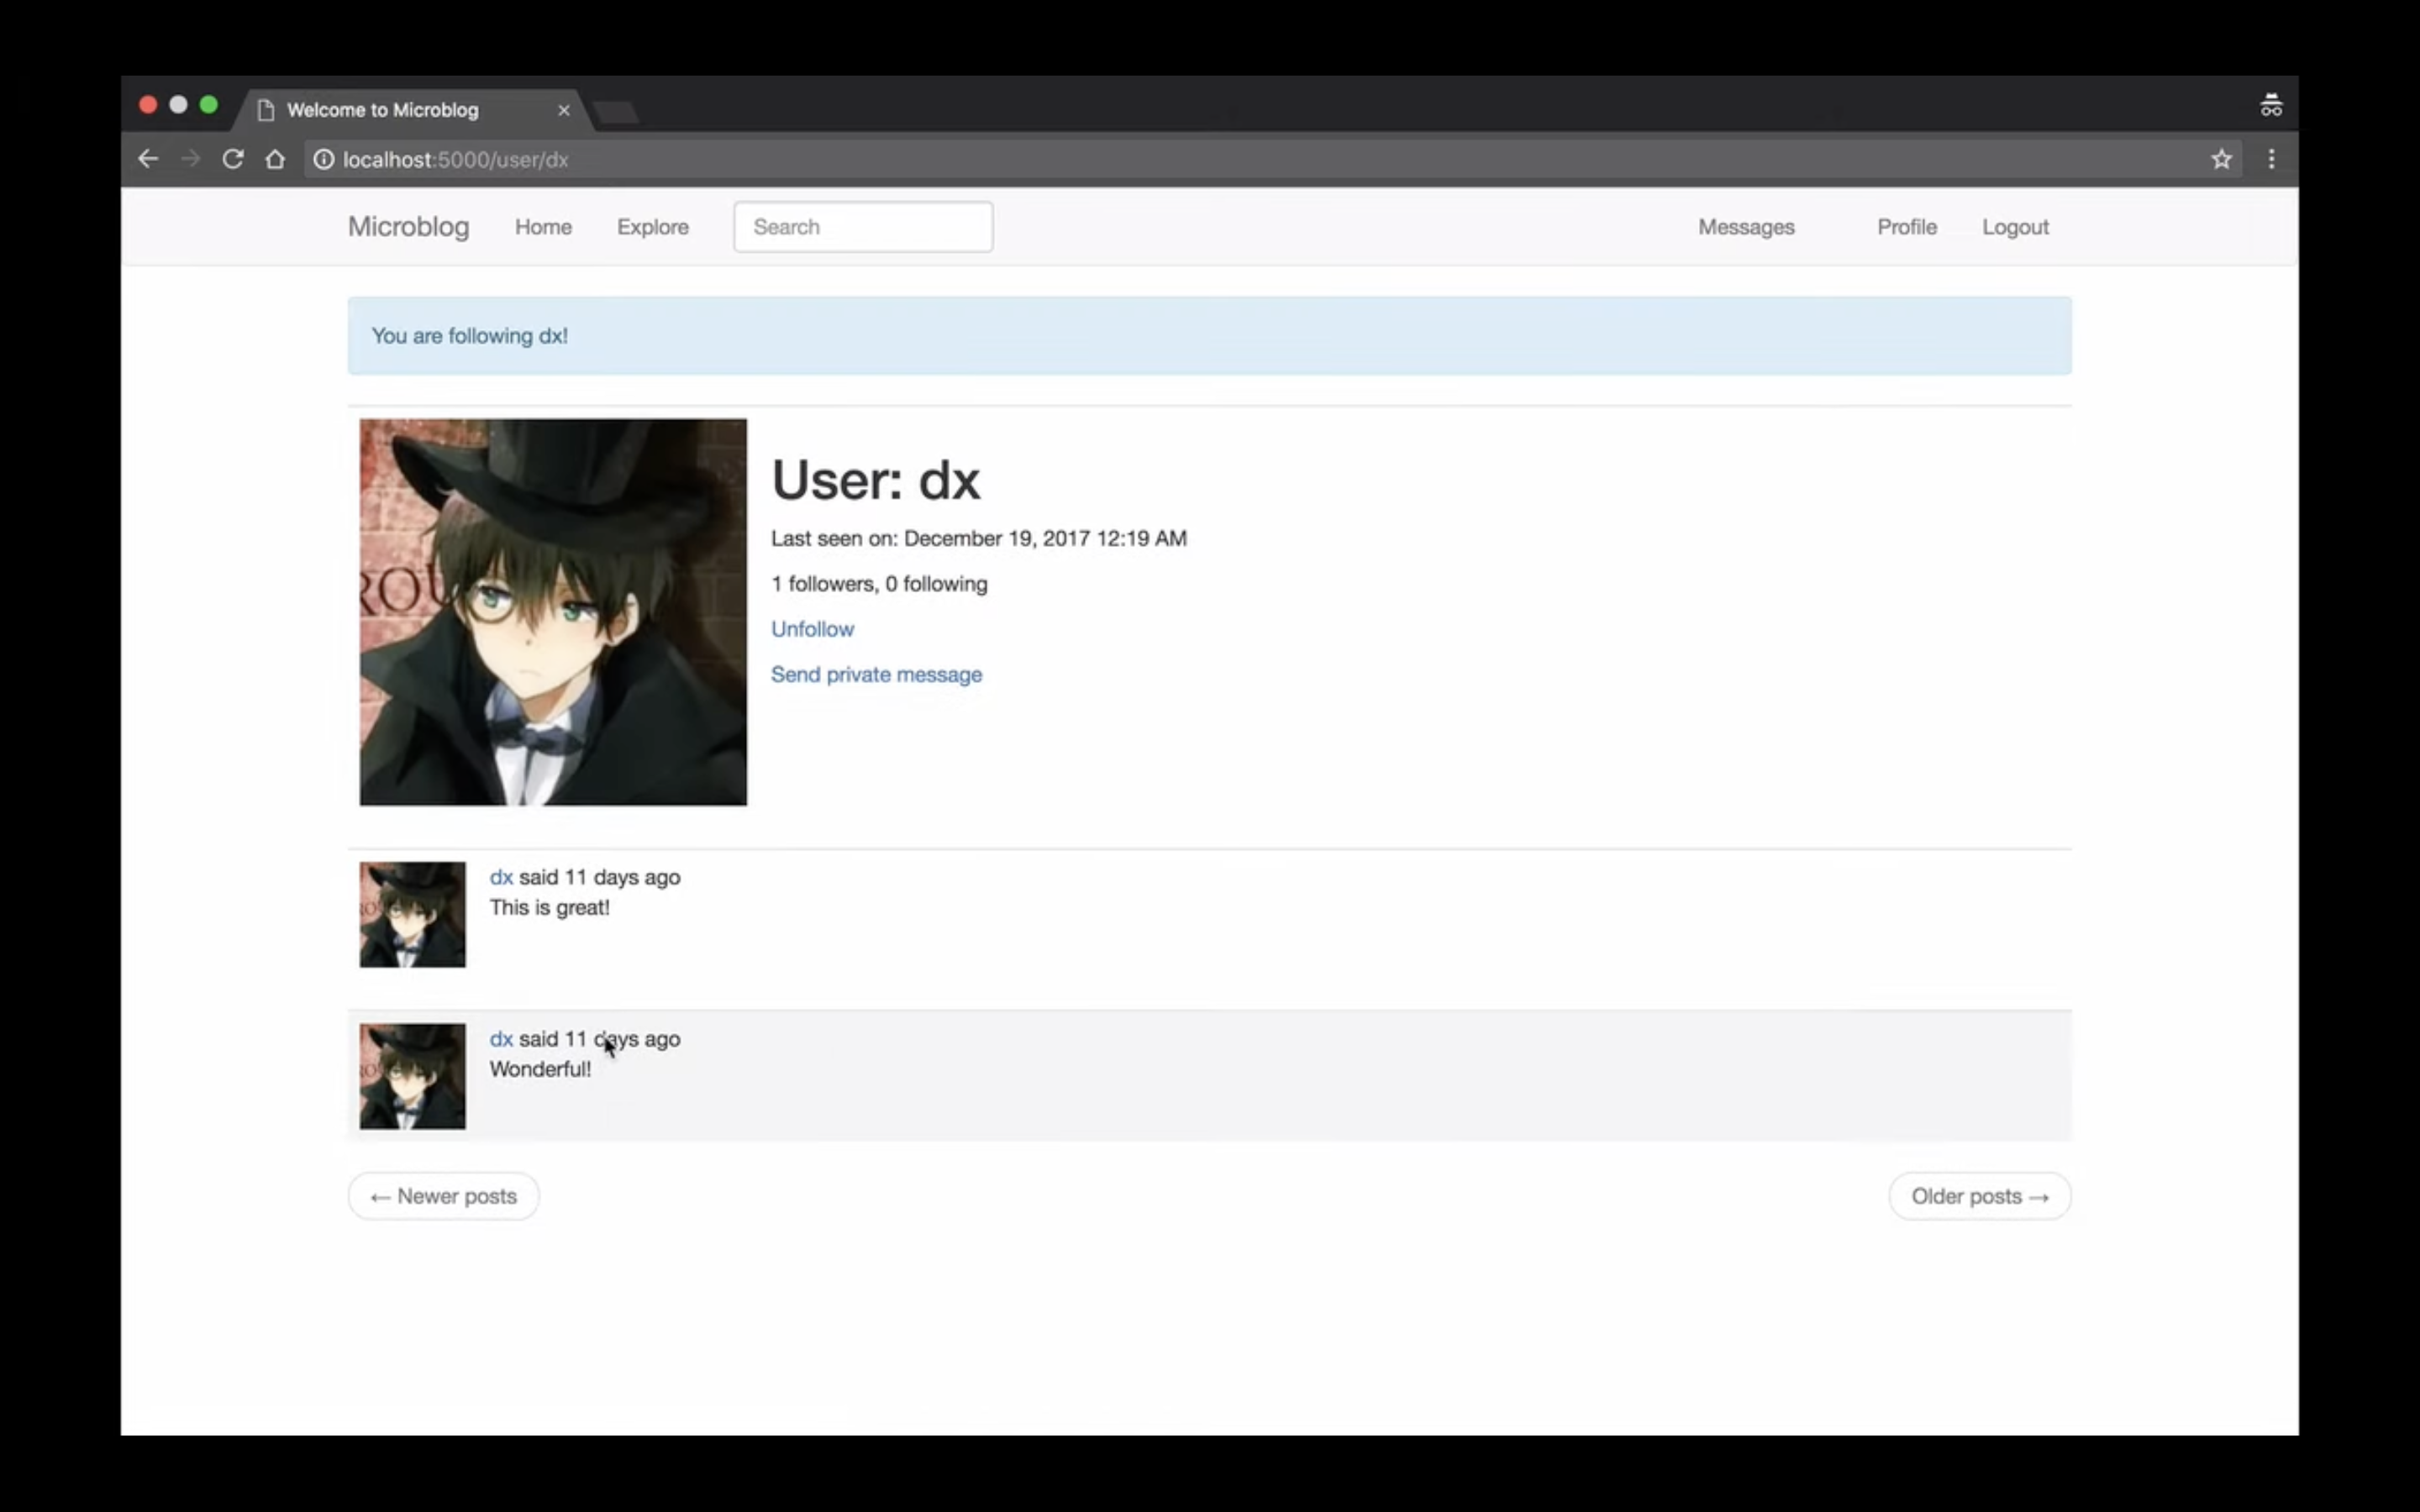 Welcome to Microblog
localhost:5000/user/dx
Microblog Home Explore Search Messages Profile Logout
You are following dx!
User: dx
Last seen on: December 19, 2017 12:19 AM
1 followers, 0 following
Unfollow
Send private message
ROU
dx said 11 days ago
This is great!
dx said 11 days ago
Wonderful!
← Newer posts
Older posts →